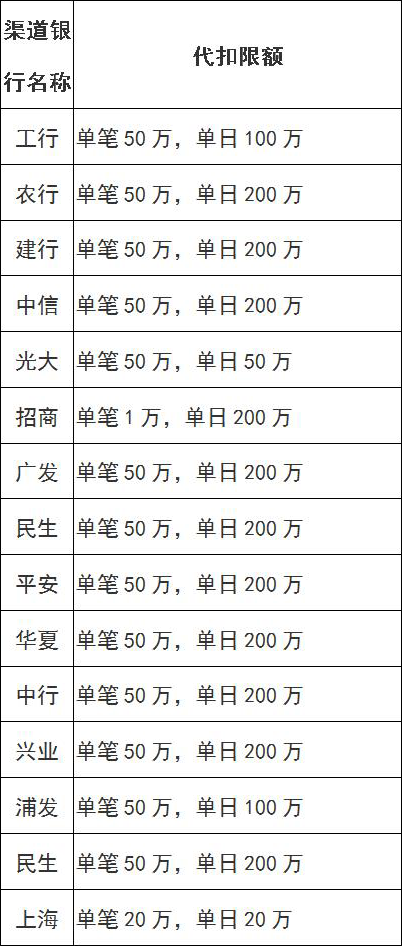 渠道银
行名称
代扣限额
工行 单笔 50 万，单日 100 万
农行 单笔 50 万，单日 200 万
建行 单笔 50 万，单日 200 万
中信 单笔 50 万，单日 200 万
光大 单笔 50 万，单日 50 万
招商 单笔 1 万，单日 200 万
广发 单笔 50 万，单日 200 万
民生 单笔 50 万，单日 200 万
平安 单笔 50 万，单日 200 万
华夏 单笔 50 万，单日 200 万
中行 单笔 50 万，单日 200 万
兴业 单笔 50 万，单日 200 万
浦发 单笔 50 万，单日 100 万
民生 单笔 50 万，单日 200 万
上海 单笔 20 万，单日 20 万